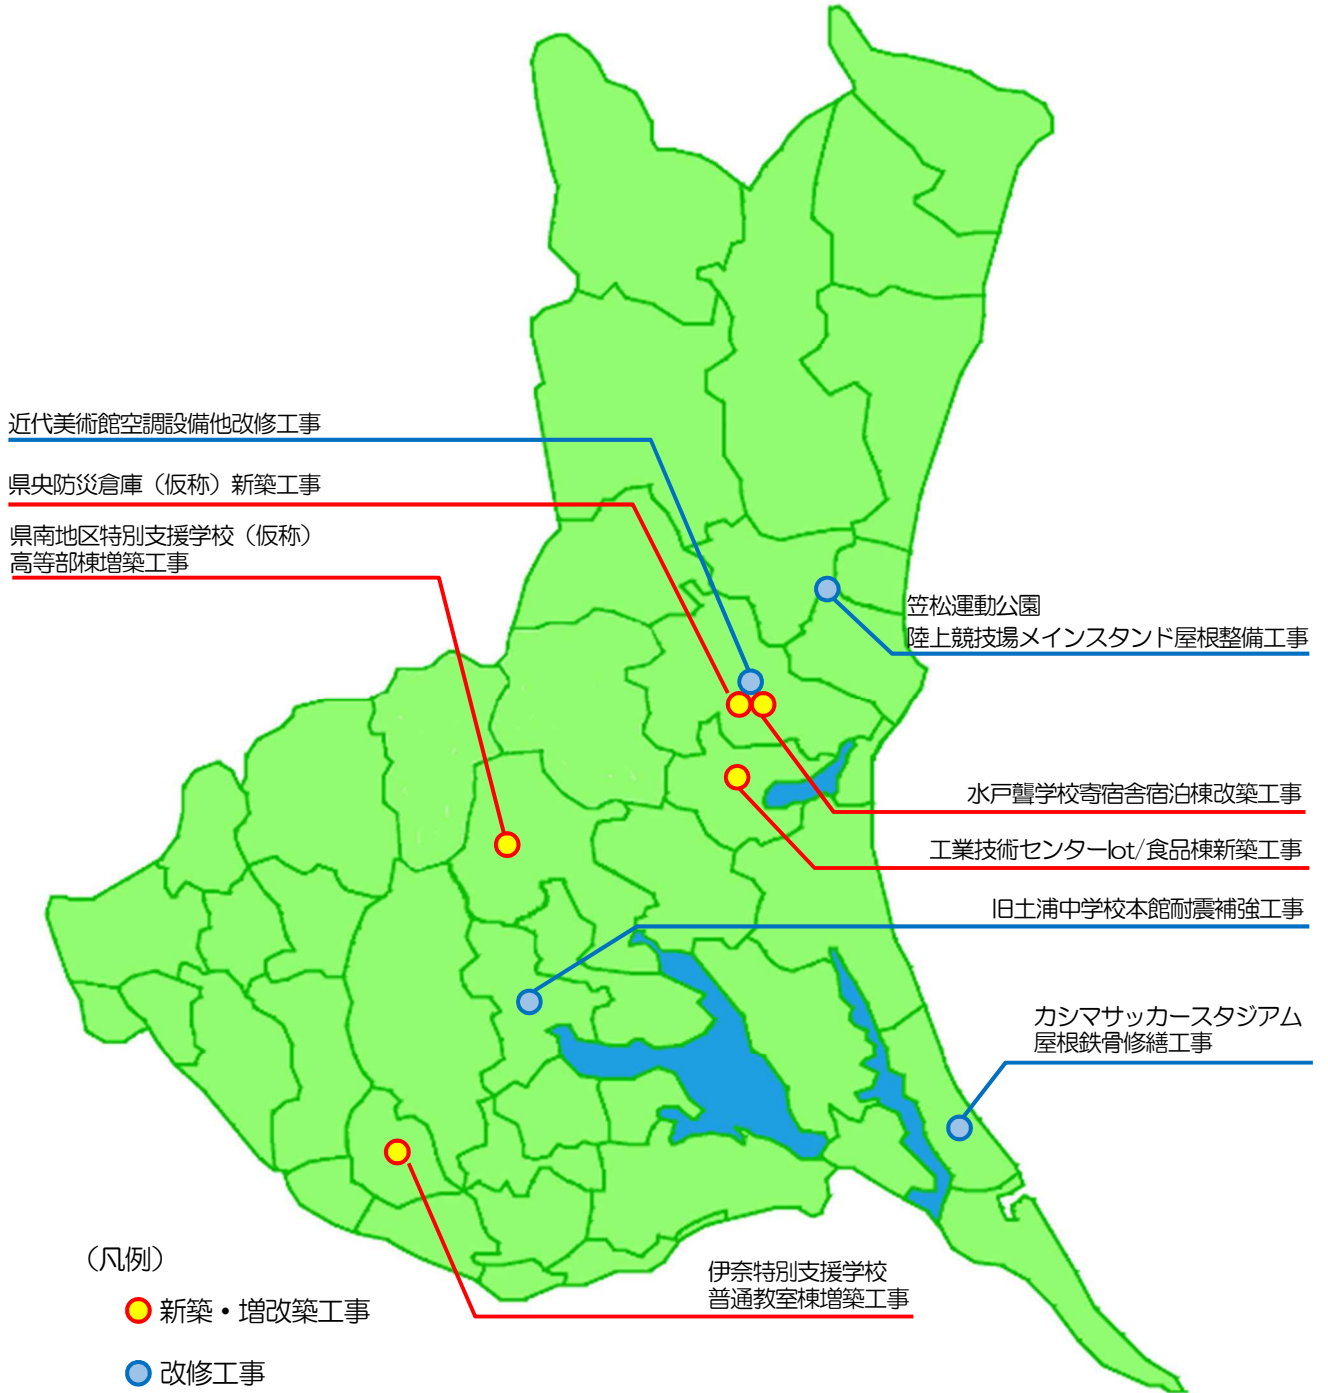 近代美術館空調設備他改修工事
県央防災倉庫（仮称）新築工事
県南地区特別支援学校（仮称）
高等部棟増築工事
笠松運動公園
陸上競技場メインスタンド屋根整備工事
水戸聾学校寄宿舎宿泊棟改築工事
工業技術センターIot/食品棟新築工事
旧土浦中学校本館耐震補強工事
カシマサッカースタジアム
屋根鉄骨修繕工事
伊奈特別支援学校
普通教室棟増築工事
（凡例）
新築・増改築工事
改修工事